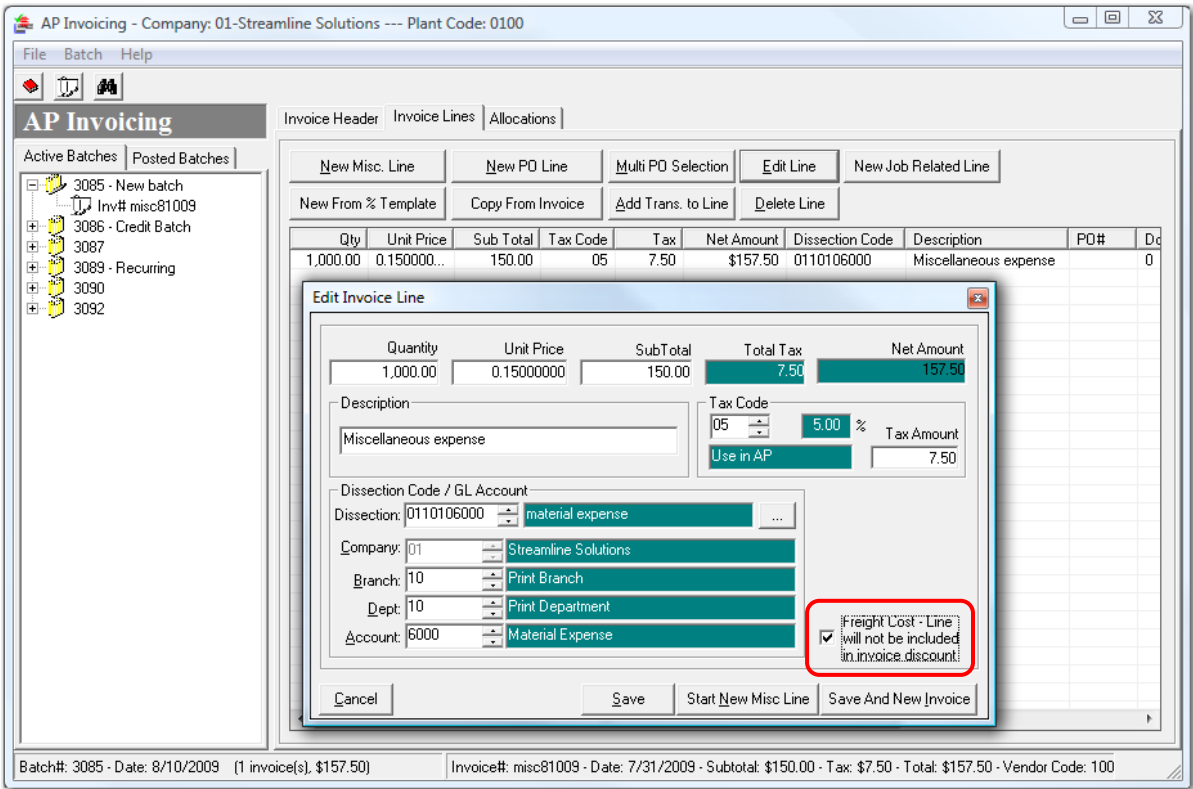 AP Invoicing - Company: 01-Streamline Solutions --- Plant Code: 0100
File Batch Help
AP Invoicing
Active Batches Posted Batches
3085 - New batch
Inv# misc81009
3086 - Credit Batch
3087
3089 - Recurring
3090
3092
Invoice Header Invoice Lines Allocations
New Misc. Line New PO Line Multi PO Selection Edit Line New Job Related Line
New From % Template Copy From Invoice Add Trans. to Line Delete Line
Qty Unit Price Sub Total Tax Code Tax Net Amount Dissection Code Description PO# Do
1,000.00 0.150000... 150.00 05 7.50 $157.50 0110106000 Miscellaneous expense 0
Edit Invoice Line
Quantity Unit Price SubTotal Total Tax Net Amount
1,000.00 0.15000000 150.00 7.50 157.50
Description
Miscellaneous expense
Tax Code
05 5.00 % Tax Amount
Use in AP 7.50
Dissection Code / GL Account
Dissection: 0110106000 material expense ...
Company: 01 Streamline Solutions
Branch: 10 Print Branch
Dept: 10 Print Department
Account: 6000 Material Expense
Freight Cost - Line
will not be included
in invoice discount
Cancel Save Start New Misc Line Save And New Invoice
Batch#: 3085 - Date: 8/10/2009 (1 invoice(s), $157.50) Invoice#: misc81009 - Date: 7/31/2009 - Subtotal: $150.00 - Tax: $7.50 - Total: $157.50 - Vendor Code: 100